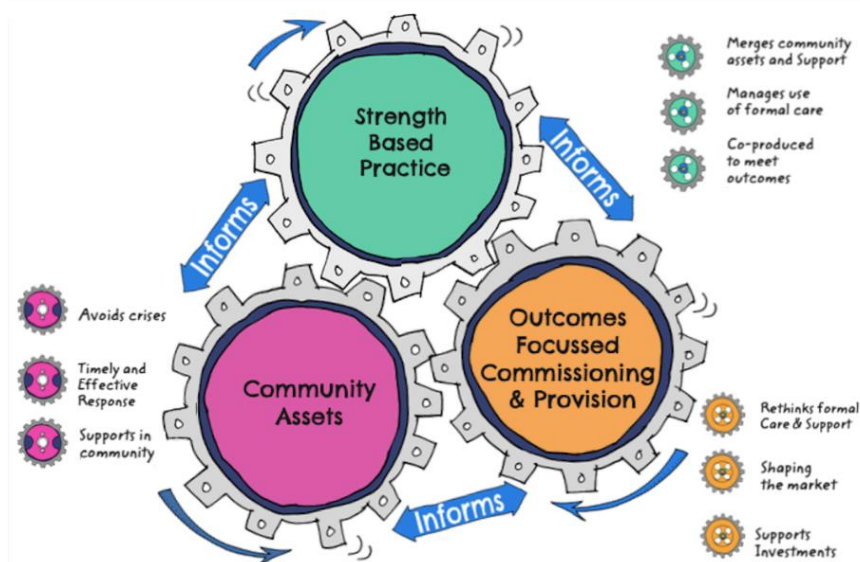 Strength
Based
Practice
Merges community
assets and Support
Manages use
of formal care
Co-produced
to meet
outcomes
Informs
Informs
Avoids crises
Timely and
Effective
Response
Supports in
community
Community
Assets
Outcomes
Focussed
Commissioning
& Provision
Rethinks formal
Care & Support
Shaping
the market
Supports
Investments
Informs